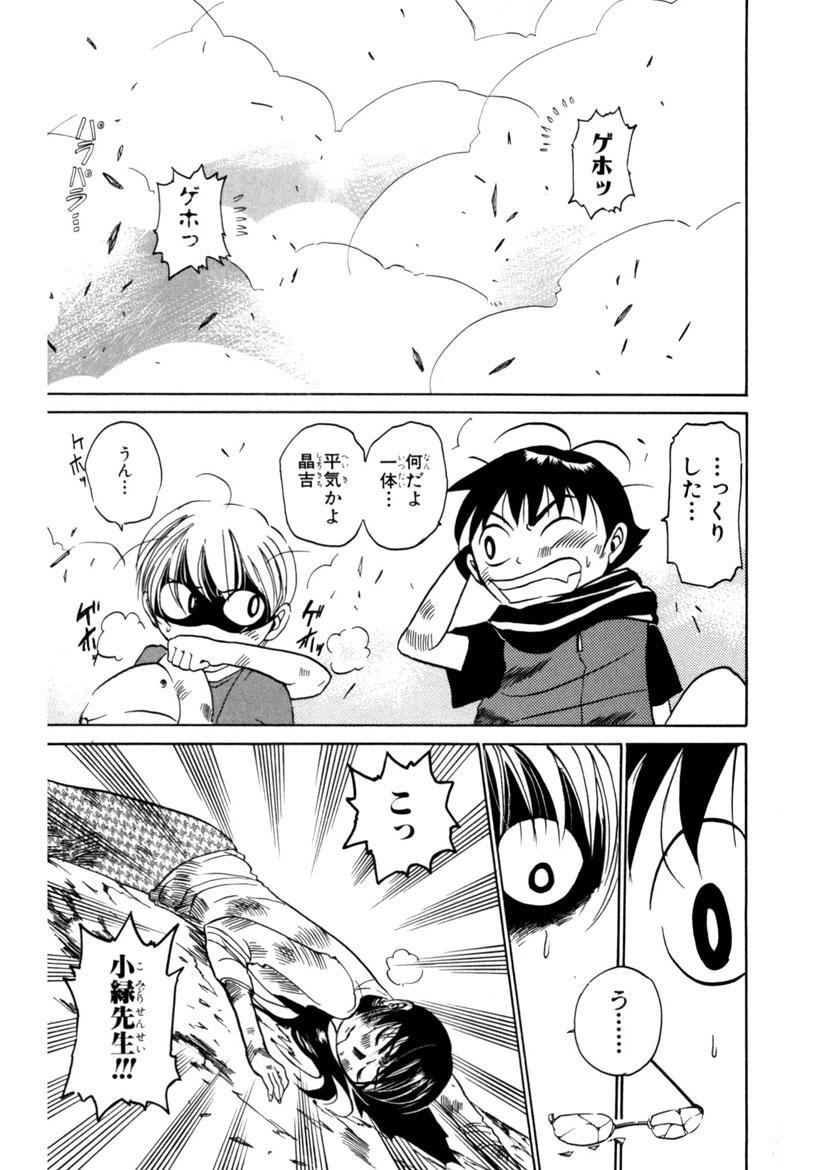 ゲホッ
ゲホっ
パラパラ…
…っくり
した…
何だよ
一体…
平気かよ
晶吉
うん…
ゲホッ
ゲホッ
ゲホッ
う……
こっ
小緑先生!!!